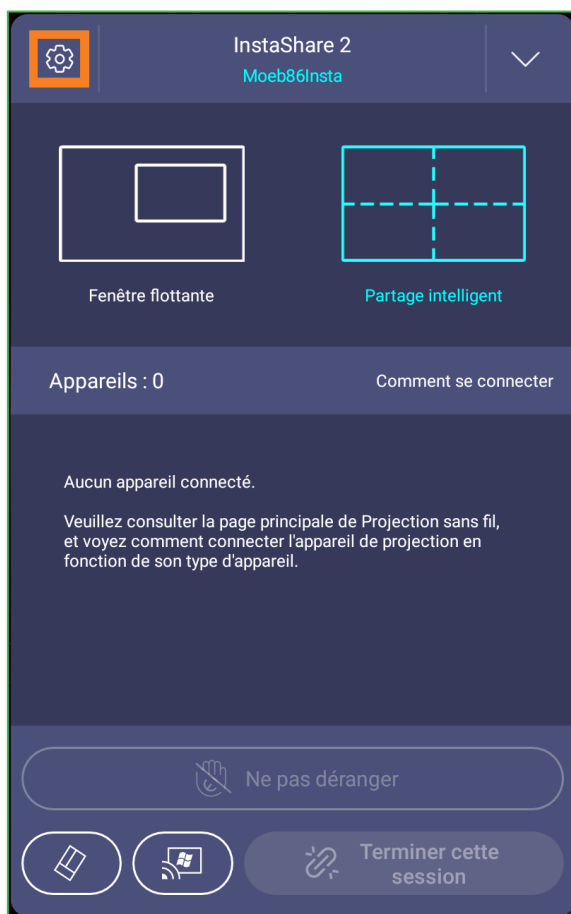 InstaShare 2
Moeb86Insta
Fenêtre flottante
Partage intelligent
Appareils : 0
Comment se connecter
Aucun appareil connecté.
Veuillez consulter la page principale de Projection sans fil,
et voyez comment connecter l'appareil de projection en
fonction de son type d'appareil.
Ne pas déranger
Terminer cette
session